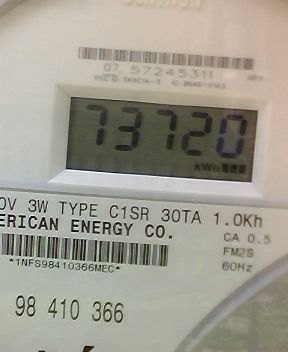 07 57245311
73720
kWh
0V 3W TYPE C1SR 30TA 1.0Kh
ERICAN ENERGY CO.
CA 0.5
FM2S
60Hz
*1NFS98410366MEC*
98 410 366